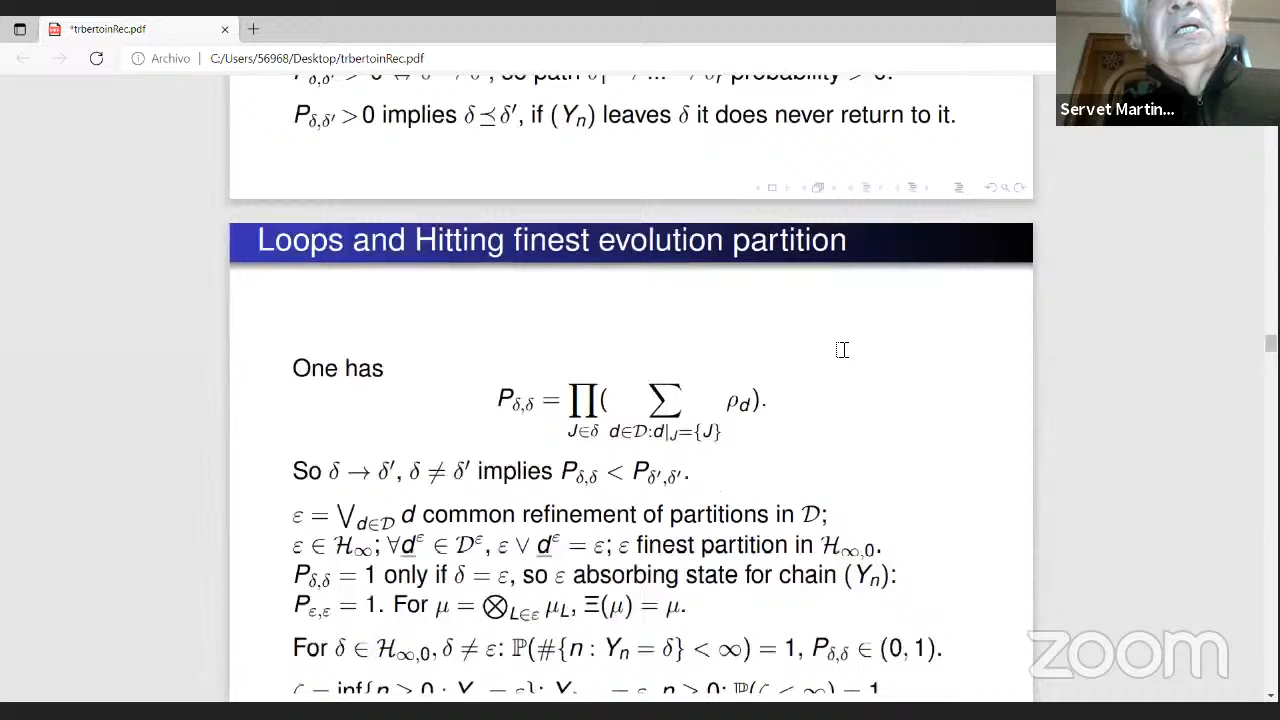 *trbertoinRec.pdf
Archivo
C:/Users/56968/Desktop/trbertoinRec.pdf
Servet Martin...
P_{δ,δ′} > 0 implies δ ⪯ δ′, if (Y_n) leaves δ it does never return to it.
Loops and Hitting finest evolution partition
One has
P_{δ,δ} = ∏_{J∈δ} ( ∑_{d∈𝒟:d|_J={J}} ρ_d).
So δ → δ′, δ ≠ δ′ implies P_{δ,δ} < P_{δ′,δ′}.
ε = ⋁_{d∈𝒟} d common refinement of partitions in 𝒟;
ε ∈ ℋ_∞; ∀d^ε ∈ 𝒟^ε, ε ∨ d^ε = ε; ε finest partition in ℋ_{∞,0}.
P_{δ,δ} = 1 only if δ = ε, so ε absorbing state for chain (Y_n):
P_{ε,ε} = 1. For μ = ⨂_{L∈ε} μ_L, Ξ(μ) = μ.
For δ ∈ ℋ_{∞,0}, δ ≠ ε: ℙ(#{n : Y_n = δ} < ∞) = 1, P_{δ,δ} ∈ (0, 1).
zoom